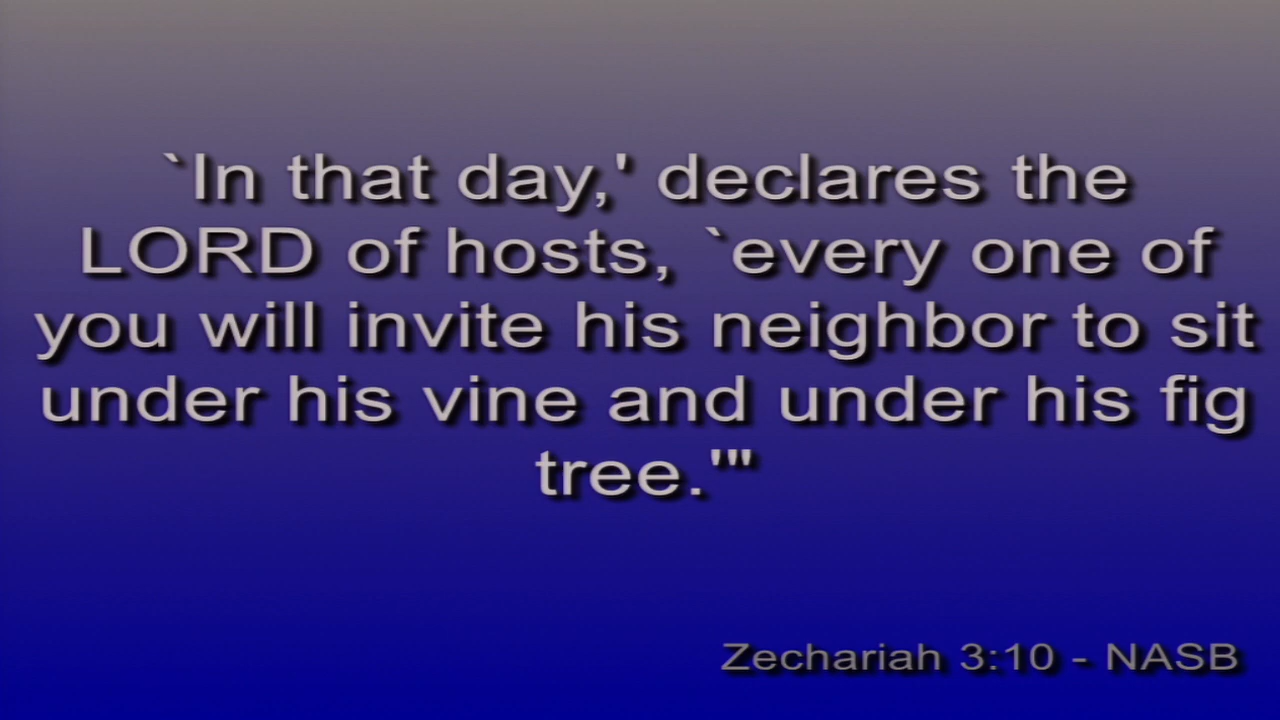 `In that day,' declares the
LORD of hosts, `every one of
you will invite his neighbor to sit
under his vine and under his fig
tree.'"
Zechariah 3:10 - NASB